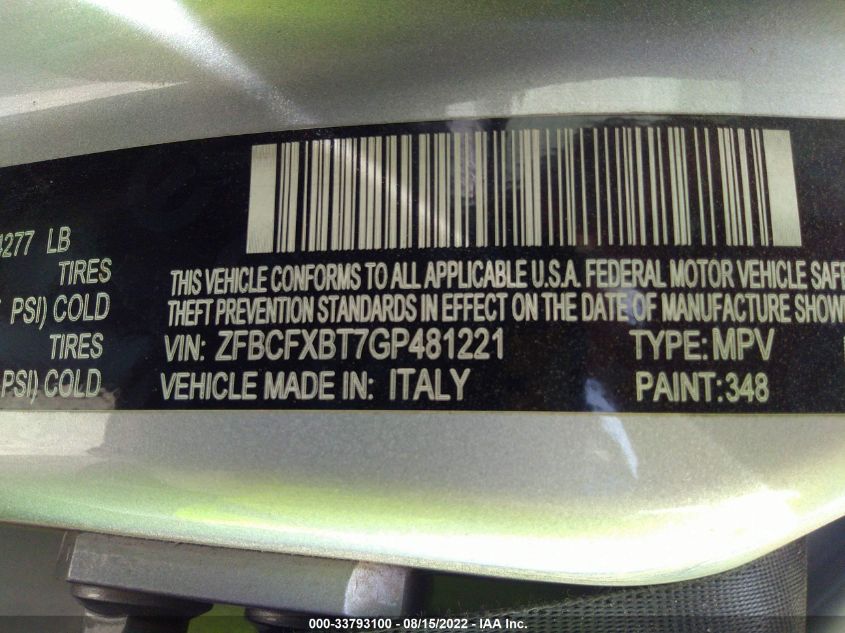 4277 LB
TIRES
PSI) COLD
TIRES
PSI) COLD
THIS VEHICLE CONFORMS TO ALL APPLICABLE U.S.A. FEDERAL MOTOR VEHICLE SAFE
THEFT PREVENTION STANDARDS IN EFFECT ON THE DATE OF MANUFACTURE SHOW
VIN: ZFBCFXBT7GP481221 TYPE: MPV
VEHICLE MADE IN: ITALY PAINT:348
000-33793100 - 08/15/2022 - IAA Inc.